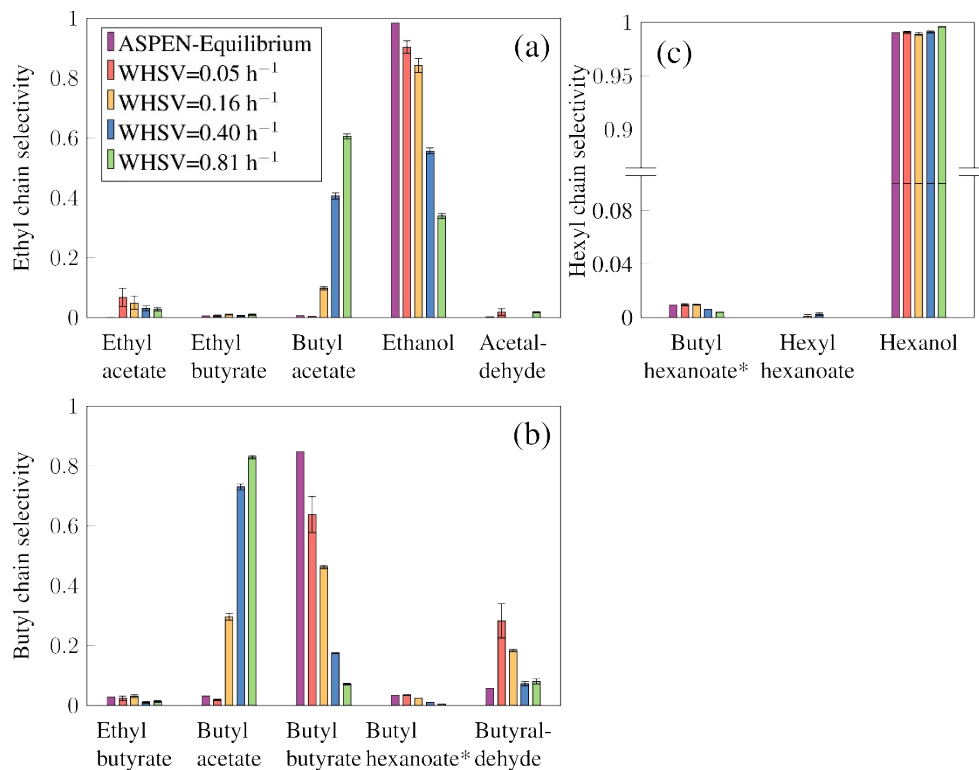 1
0.8
0.6
0.4
0.2
0
Ethyl chain selectivity
ASPEN-Equilibrium
WHSV=0.05 h⁻¹
WHSV=0.16 h⁻¹
WHSV=0.40 h⁻¹
WHSV=0.81 h⁻¹
(a)
Ethyl
acetate
Ethyl
butyrate
Butyl
acetate
Ethanol
Acetal-
dehyde
1
0.95
0.9
0.08
0.04
0
Hexyl chain selectivity
(c)
Butyl
hexanoate*
Hexyl
hexanoate
Hexanol
1
0.8
0.6
0.4
0.2
0
Butyl chain selectivity
(b)
Ethyl
butyrate
Butyl
acetate
Butyl
butyrate
Butyl
hexanoate*
Butyral-
dehyde